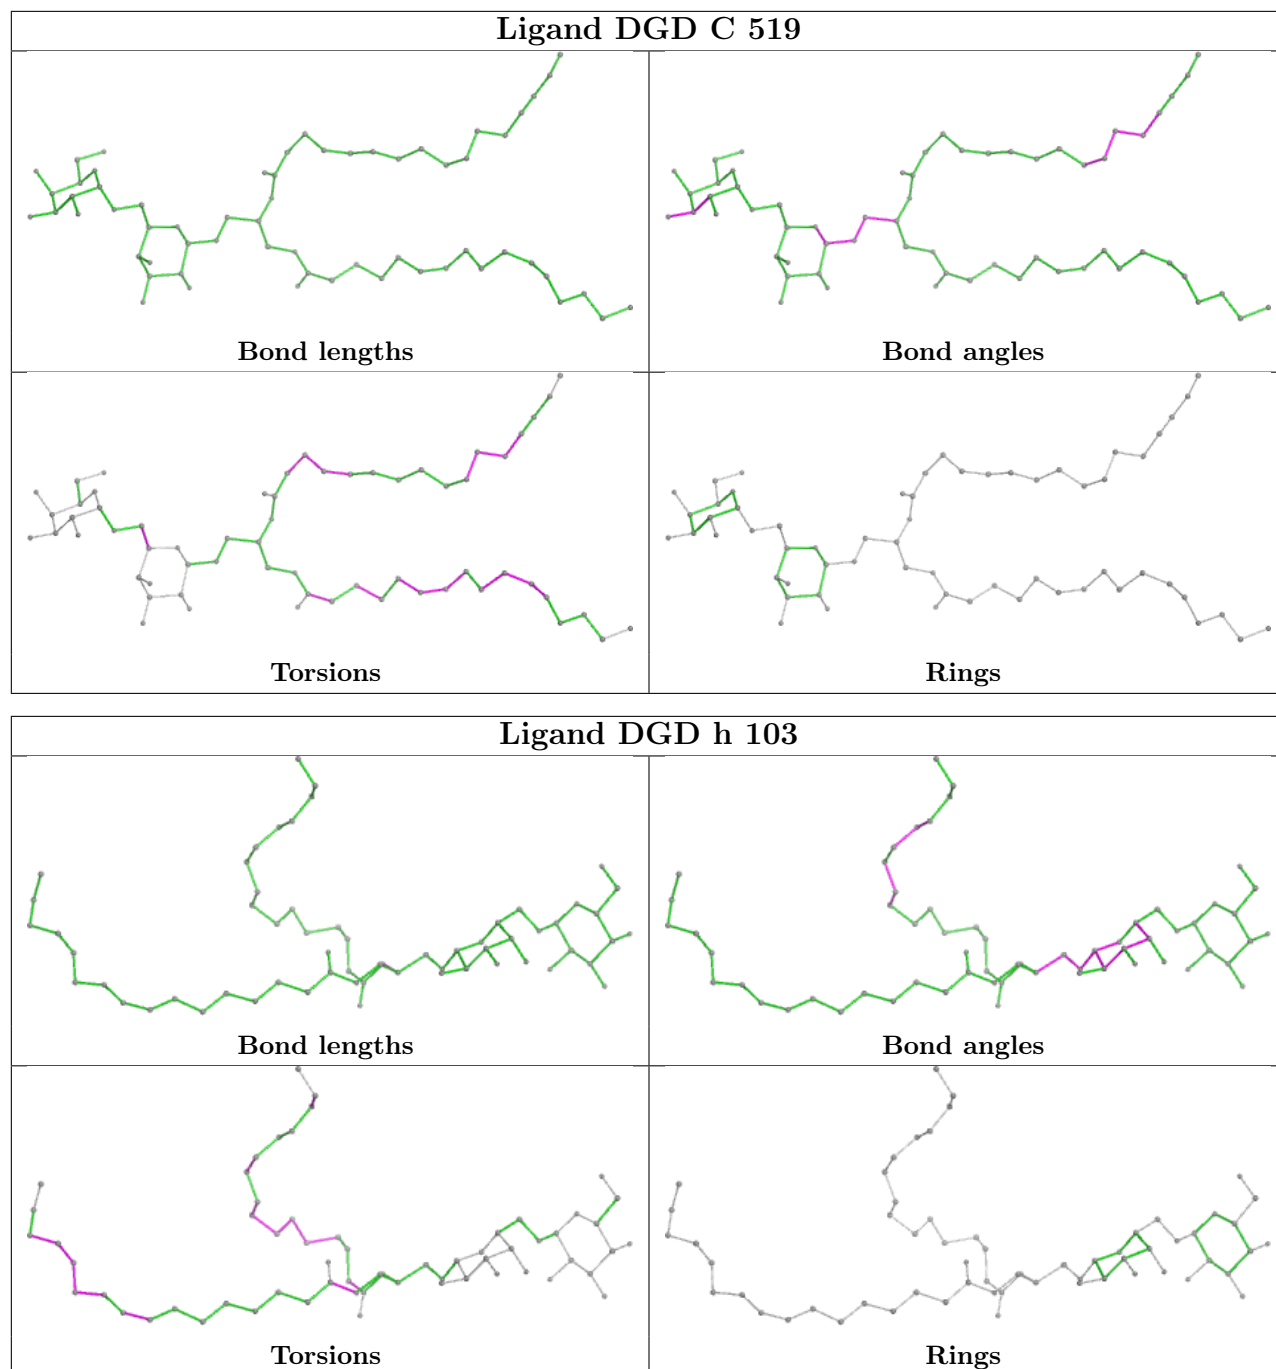 Ligand DGD C 519
Bond lengths
Bond angles
Torsions
Rings
Ligand DGD h 103
Bond lengths
Bond angles
Torsions
Rings